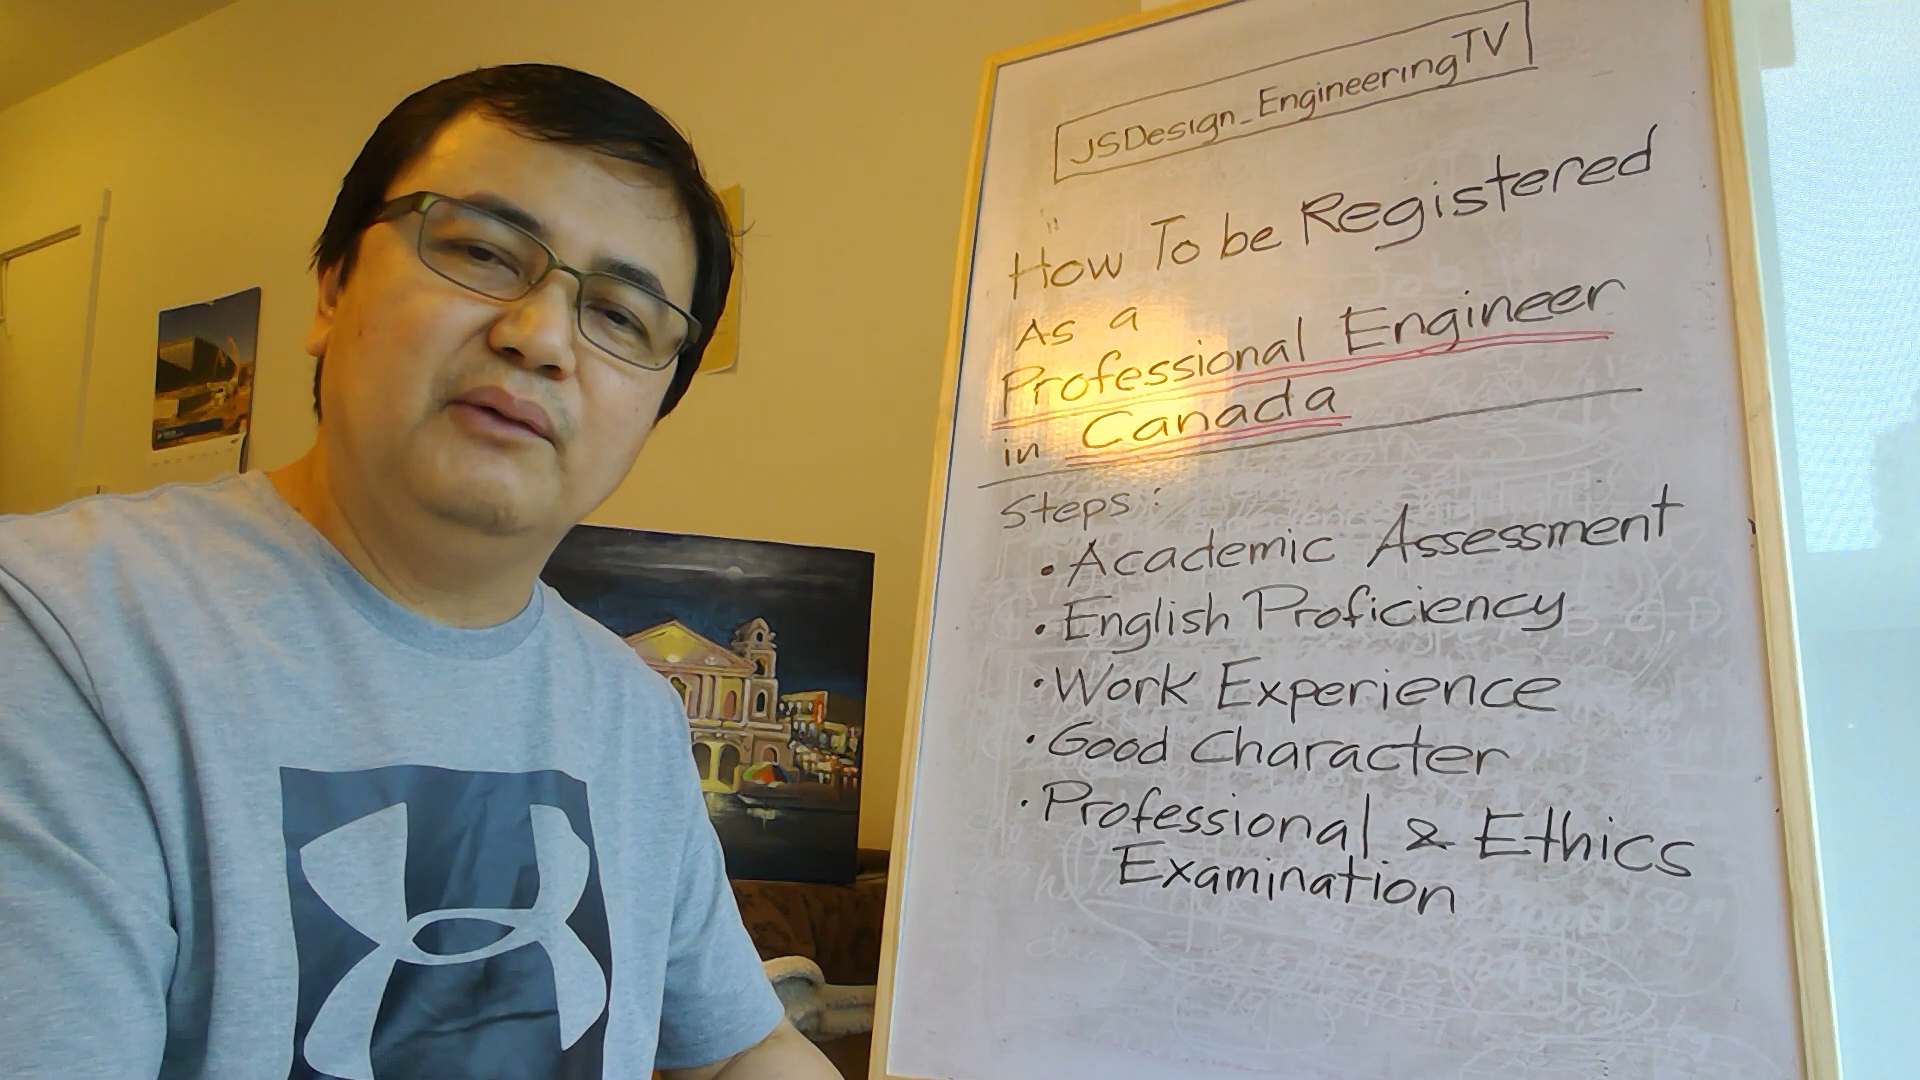 JSDesign_EngineeringTV
How To be Registered
As a
Professional Engineer
in Canada
Steps:
• Academic Assessment
• English Proficiency
• Work Experience
• Good Character
• Professional & Ethics
Examination